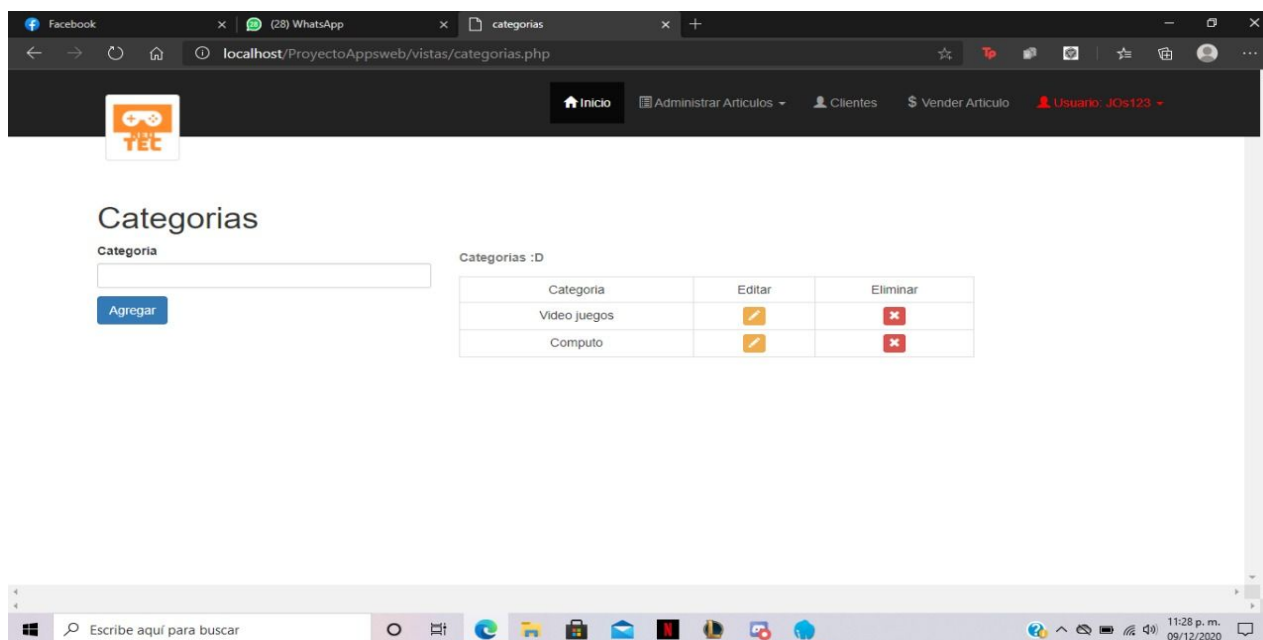 Facebook
(28) WhatsApp
categorias
localhost/ProyectoAppsweb/vistas/categorias.php
Inicio
Administrar Articulos
Clientes
$ Vender Articulo
Usuario: JOs123
NEO
TEC
Categorias
Categoria
Agregar
Categorias :D
Categoria Editar Eliminar
Video juegos
Computo
Escribe aquí para buscar
11:28 p. m.
09/12/2020